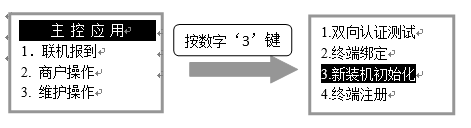 主 控 应 用
1. 联机报到
2. 商户操作
3. 维护操作
按数字‘3’键
1.双向认证测试
2.终端绑定
3.新装机初始化
4.终端注册